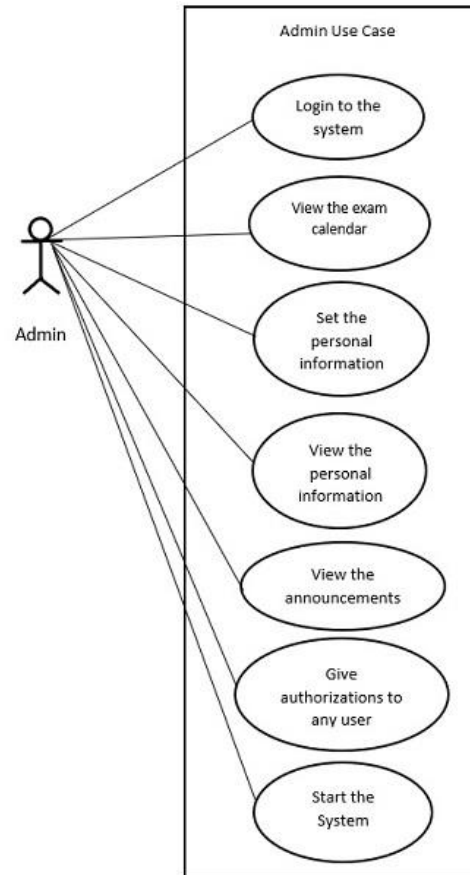 Admin Use Case
Login to the
system
View the exam
calendar
Set the
personal
information
Admin
View the
personal
information
View the
announcements
Give
authorizations to
any user
Start the
System